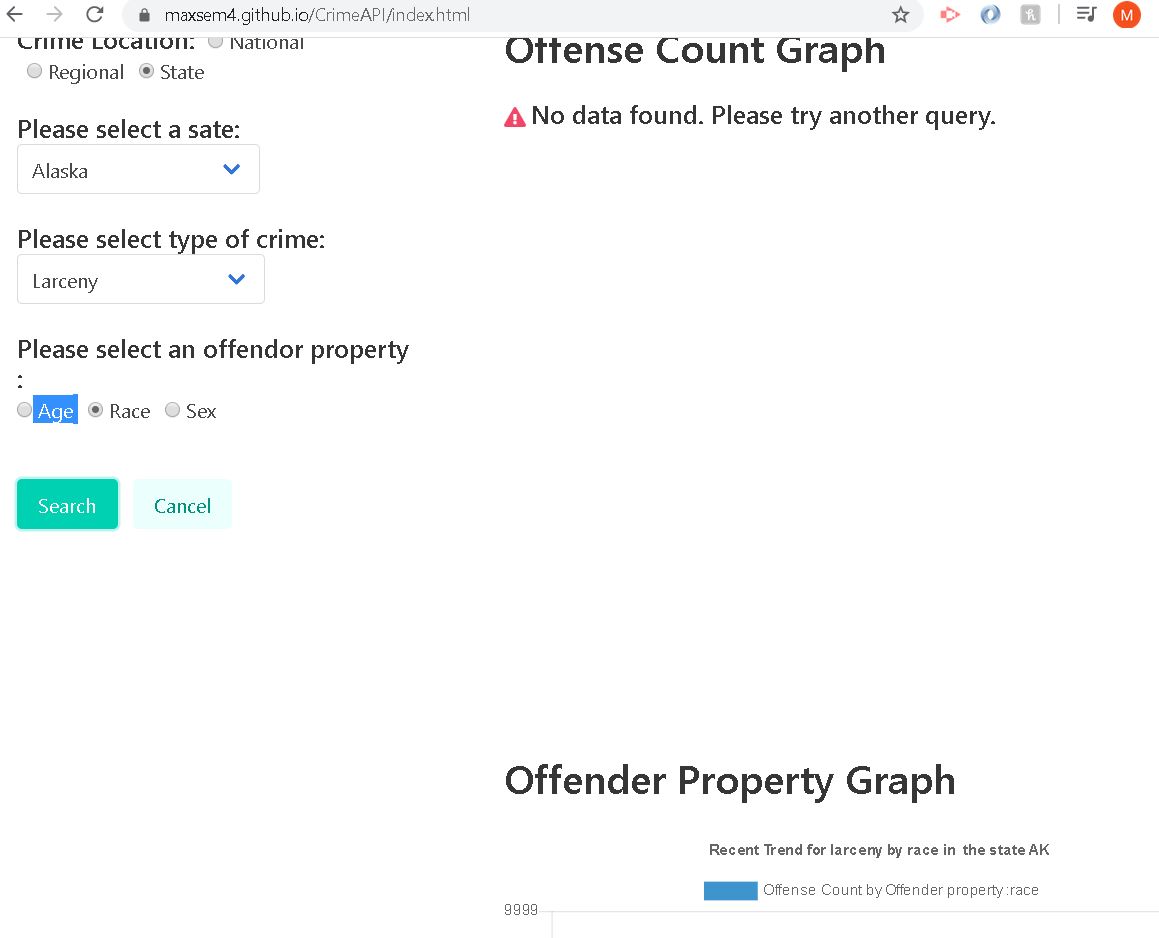 maxsem4.github.io/CrimeAPI/index.html
M
Crime Location: National
Regional State
Please select a sate:
Alaska
Please select type of crime:
Larceny
Please select an offendor property
:
Age Race Sex
Search Cancel
Offense Count Graph
No data found. Please try another query.
Offender Property Graph
Recent Trend for larceny by race in the state AK
Offense Count by Offender property:race
9999